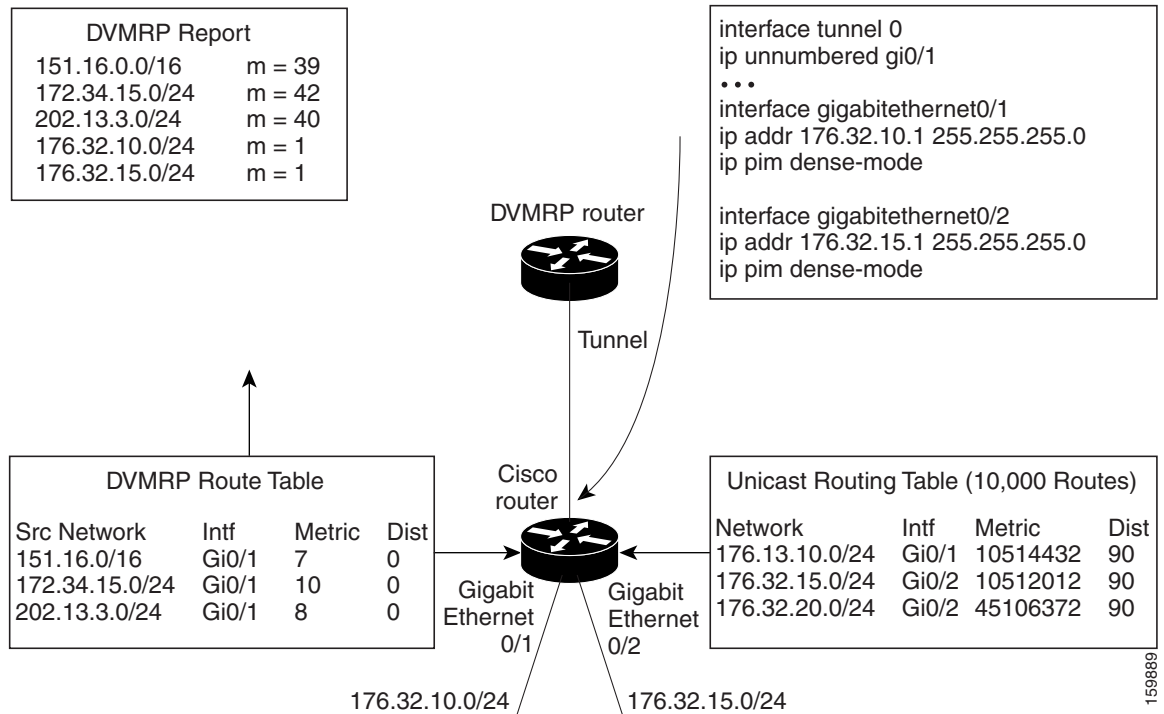 DVMRP Report
151.16.0.0/16 m = 39
172.34.15.0/24 m = 42
202.13.3.0/24 m = 40
176.32.10.0/24 m = 1
176.32.15.0/24 m = 1
interface tunnel 0
ip unnumbered gi0/1
• • •
interface gigabitethernet0/1
ip addr 176.32.10.1 255.255.255.0
ip pim dense-mode
interface gigabitethernet0/2
ip addr 176.32.15.1 255.255.255.0
ip pim dense-mode
DVMRP router
Tunnel
DVMRP Route Table
Src Network Intf Metric Dist
151.16.0/16 Gi0/1 7 0
172.34.15.0/24 Gi0/1 10 0
202.13.3.0/24 Gi0/1 8 0
Cisco
router
Unicast Routing Table (10,000 Routes)
Network Intf Metric Dist
176.13.10.0/24 Gi0/1 10514432 90
176.32.15.0/24 Gi0/2 10512012 90
176.32.20.0/24 Gi0/2 45106372 90
Gigabit
Ethernet
0/1
Gigabit
Ethernet
0/2
176.32.10.0/24
176.32.15.0/24
159889